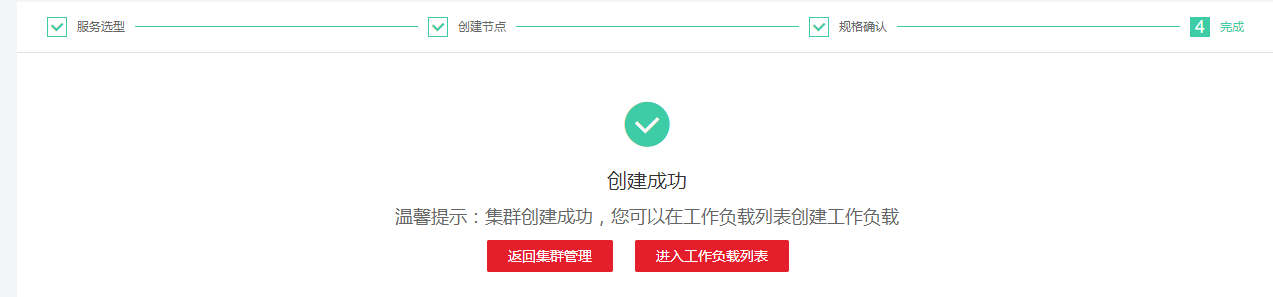 服务选型 创建节点 规格确认 4 完成
创建成功
温馨提示：集群创建成功，您可以在工作负载列表创建工作负载
返回集群管理 进入工作负载列表